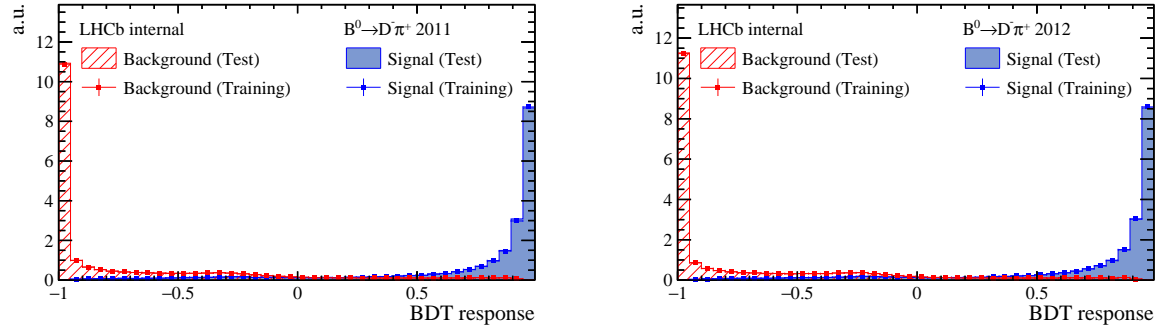 a.u.
LHCb internal
B⁰→D⁻π⁺ 2011
Background (Test)
Signal (Test)
Background (Training)
Signal (Training)
12
10
8
6
4
2
0
−1
−0.5
0
0.5
BDT response
a.u.
LHCb internal
B⁰→D⁻π⁺ 2012
Background (Test)
Signal (Test)
Background (Training)
Signal (Training)
12
10
8
6
4
2
0
−1
−0.5
0
0.5
BDT response